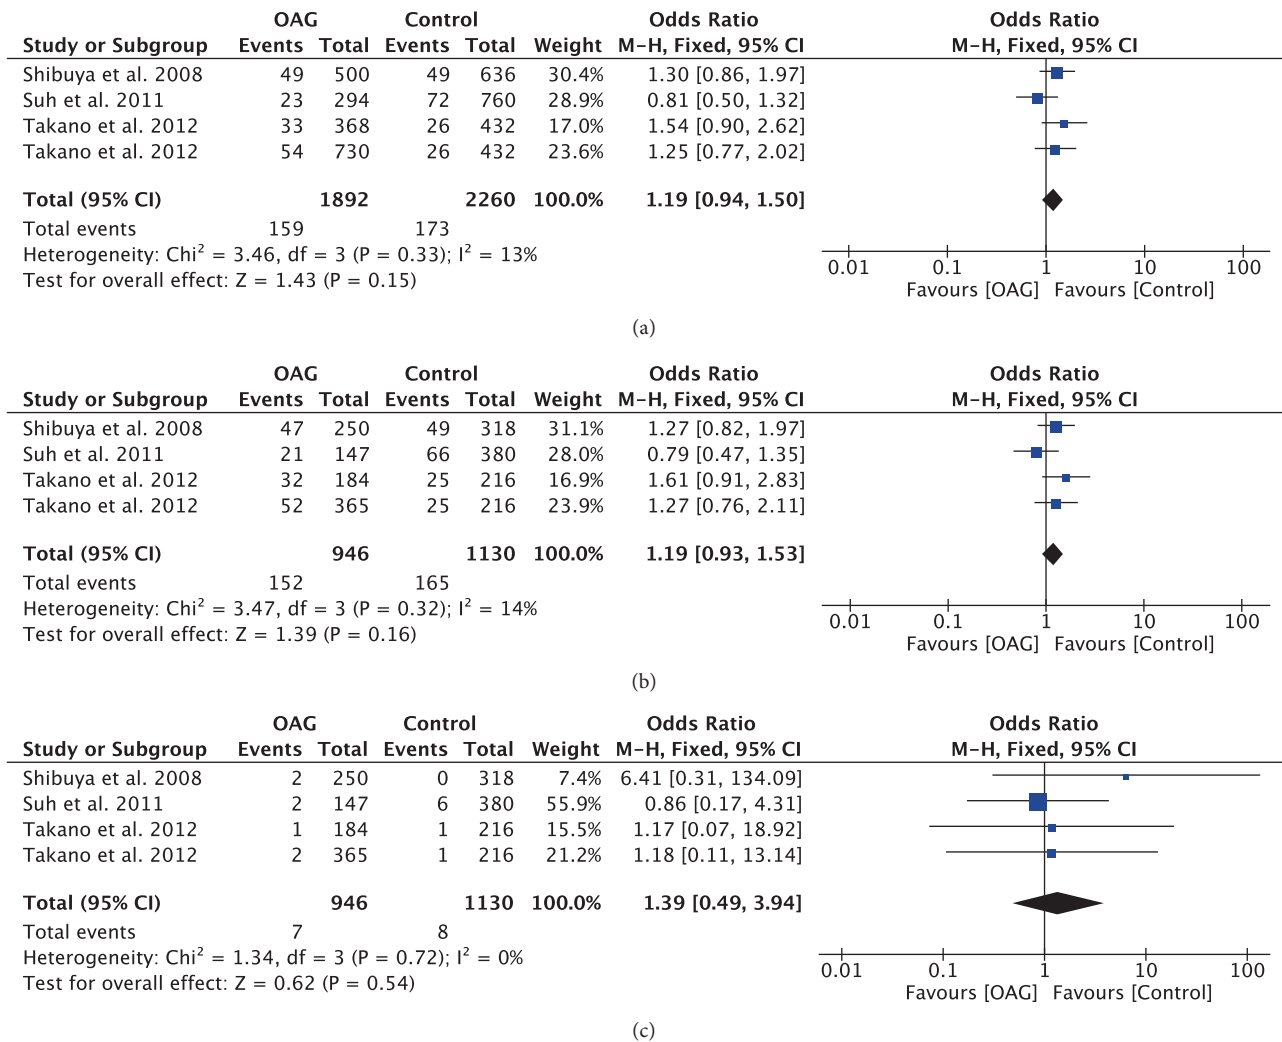 OAG Control Odds Ratio Odds Ratio
Study or Subgroup Events Total Events Total Weight M–H, Fixed, 95% CI M–H, Fixed, 95% CI
Shibuya et al. 2008 49 500 49 636 30.4% 1.30 [0.86, 1.97]
Suh et al. 2011 23 294 72 760 28.9% 0.81 [0.50, 1.32]
Takano et al. 2012 33 368 26 432 17.0% 1.54 [0.90, 2.62]
Takano et al. 2012 54 730 26 432 23.6% 1.25 [0.77, 2.02]
Total (95% CI) 1892 2260 100.0% 1.19 [0.94, 1.50]
Total events 159 173
Heterogeneity: Chi² = 3.46, df = 3 (P = 0.33); I² = 13%
Test for overall effect: Z = 1.43 (P = 0.15)
0.01 0.1 1 10 100
Favours [OAG] Favours [Control]
(a)
OAG Control Odds Ratio Odds Ratio
Study or Subgroup Events Total Events Total Weight M–H, Fixed, 95% CI M–H, Fixed, 95% CI
Shibuya et al. 2008 47 250 49 318 31.1% 1.27 [0.82, 1.97]
Suh et al. 2011 21 147 66 380 28.0% 0.79 [0.47, 1.35]
Takano et al. 2012 32 184 25 216 16.9% 1.61 [0.91, 2.83]
Takano et al. 2012 52 365 25 216 23.9% 1.27 [0.76, 2.11]
Total (95% CI) 946 1130 100.0% 1.19 [0.93, 1.53]
Total events 152 165
Heterogeneity: Chi² = 3.47, df = 3 (P = 0.32); I² = 14%
Test for overall effect: Z = 1.39 (P = 0.16)
0.01 0.1 1 10 100
Favours [OAG] Favours [Control]
(b)
OAG Control Odds Ratio Odds Ratio
Study or Subgroup Events Total Events Total Weight M–H, Fixed, 95% CI M–H, Fixed, 95% CI
Shibuya et al. 2008 2 250 0 318 7.4% 6.41 [0.31, 134.09]
Suh et al. 2011 2 147 6 380 55.9% 0.86 [0.17, 4.31]
Takano et al. 2012 1 184 1 216 15.5% 1.17 [0.07, 18.92]
Takano et al. 2012 2 365 1 216 21.2% 1.18 [0.11, 13.14]
Total (95% CI) 946 1130 100.0% 1.39 [0.49, 3.94]
Total events 7 8
Heterogeneity: Chi² = 1.34, df = 3 (P = 0.72); I² = 0%
Test for overall effect: Z = 0.62 (P = 0.54)
0.01 0.1 1 10 100
Favours [OAG] Favours [Control]
(c)